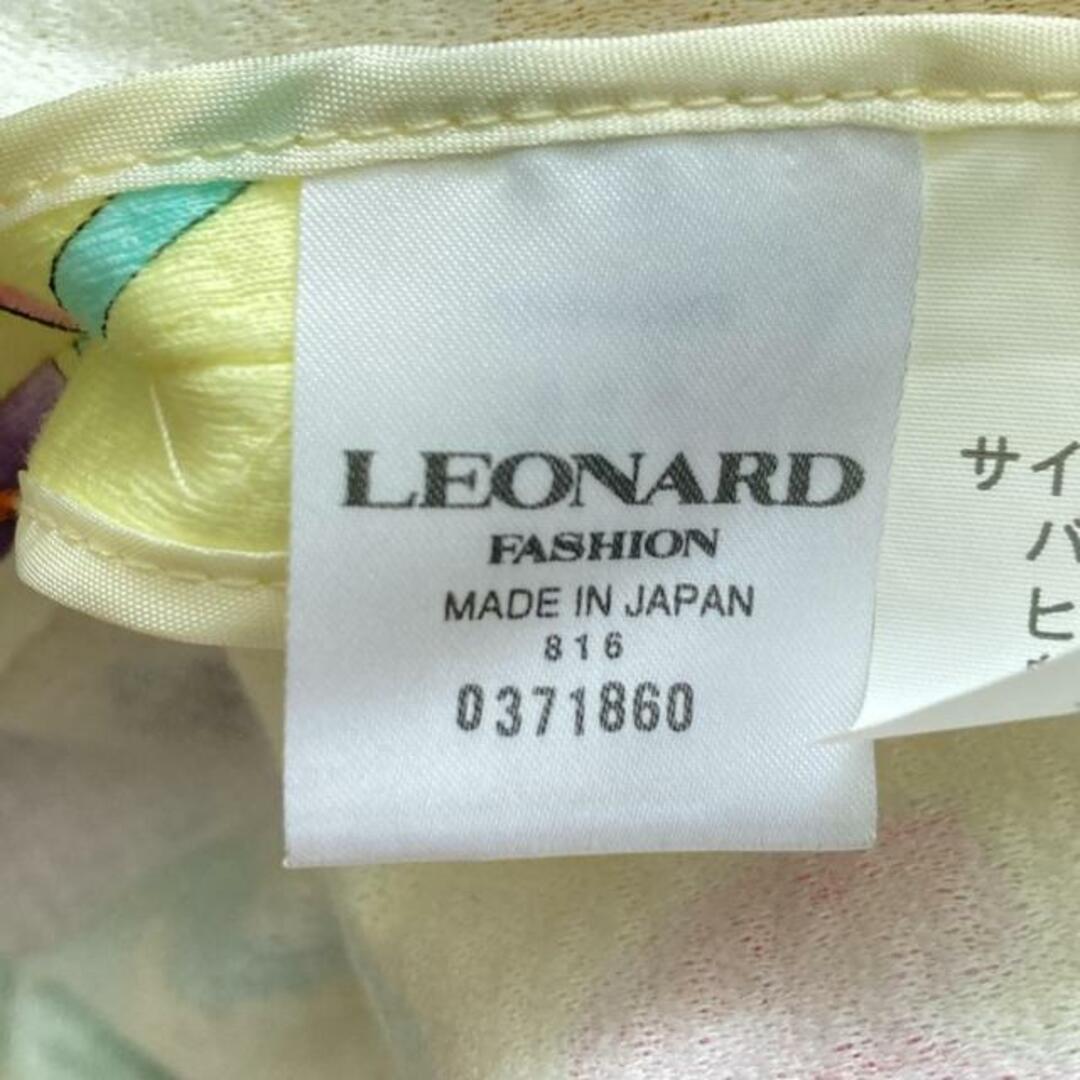 LEONARD
FASHION
MADE IN JAPAN
816
0371860
サイ
バ
ヒ